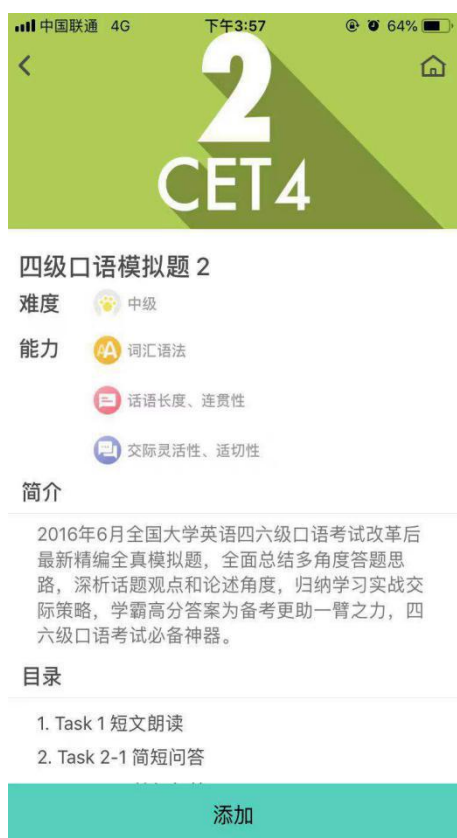 中国联通 4G 下午3:57 64%
2
CET4
四级口语模拟题 2
难度 中级
能力 词汇语法
话语长度、连贯性
交际灵活性、适切性
简介
2016年6月全国大学英语四六级口语考试改革后
最新精编全真模拟题，全面总结多角度答题思
路，深析话题观点和论述角度，归纳学习实战交
际策略，学霸高分答案为备考更助一臂之力，四
六级口语考试必备神器。
目录
1. Task 1 短文朗读
2. Task 2-1 简短问答
添加